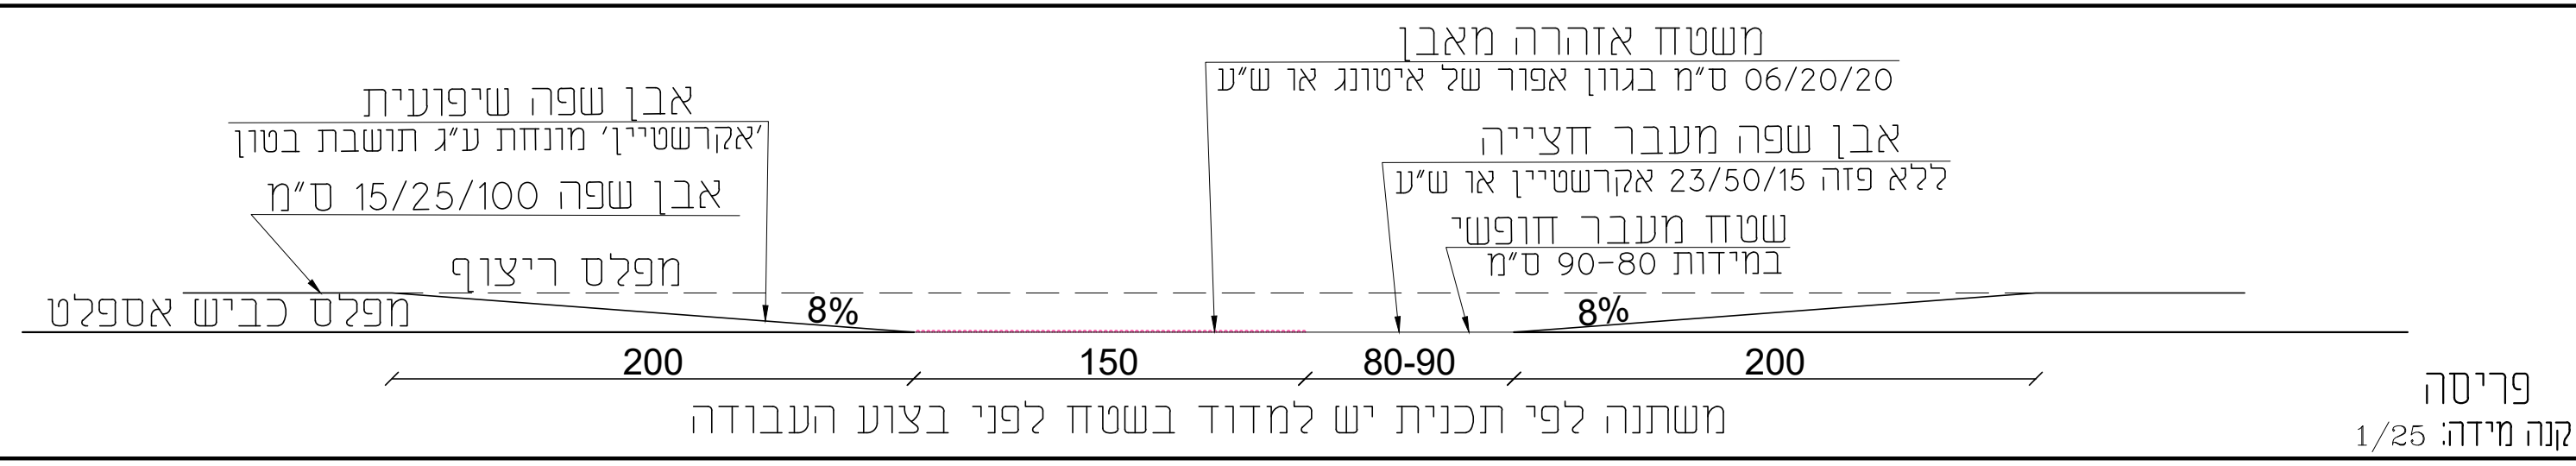 משטח אזהרה מאבן
06/20/20 ס"מ בגוון אפור של איטונג או ש"ע
אבן שפה מעבר חצייה
ללא פזה 23/50/15 אקרשטיין או ש"ע
שטח מעבר חופשי
במידות 90-80 ס"מ
אבן שפה שיפועית
'אקרשטיין' מונחת ע"ג תושבת בטון
אבן שפה 15/25/100 ס"מ
מפלס ריצוף
מפלס כביש אספלט
8%
8%
200
150
80-90
200
משתנה לפי תכנית יש למדוד בשטח לפני בצוע העבודה
פריסה
קנה מידה: 1/25